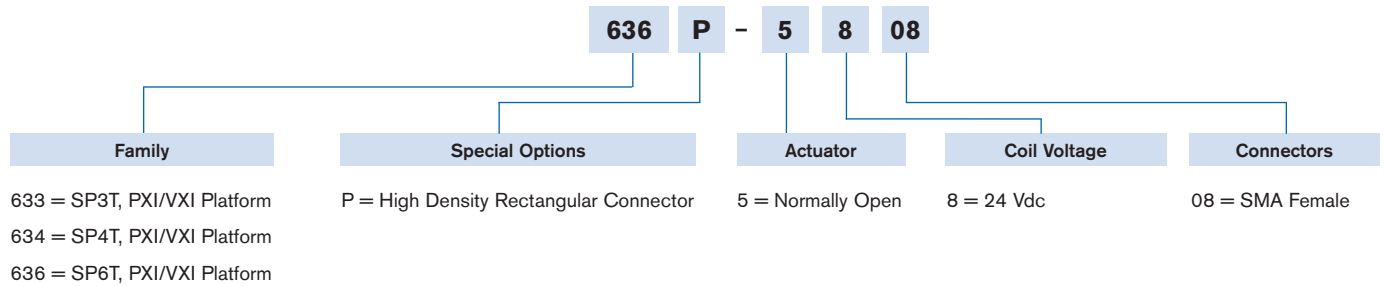 636 P - 5 8 08
Family Special Options Actuator Coil Voltage Connectors
633 = SP3T, PXI/VXI Platform P = High Density Rectangular Connector 5 = Normally Open 8 = 24 Vdc 08 = SMA Female
634 = SP4T, PXI/VXI Platform
636 = SP6T, PXI/VXI Platform